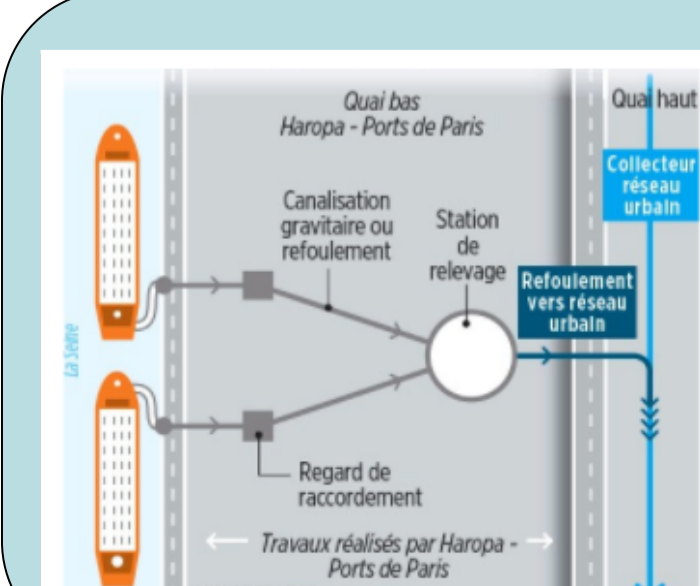 Quai bas
Haropa - Ports de Paris
Quai haut
Collecteur
réseau
urbain
Canalisation
gravitaire ou
refoulement
Station
de
relevage
Refoulement
vers réseau
urbain
La Seine
Regard de
raccordement
Travaux réalisés par Haropa -
Ports de Paris